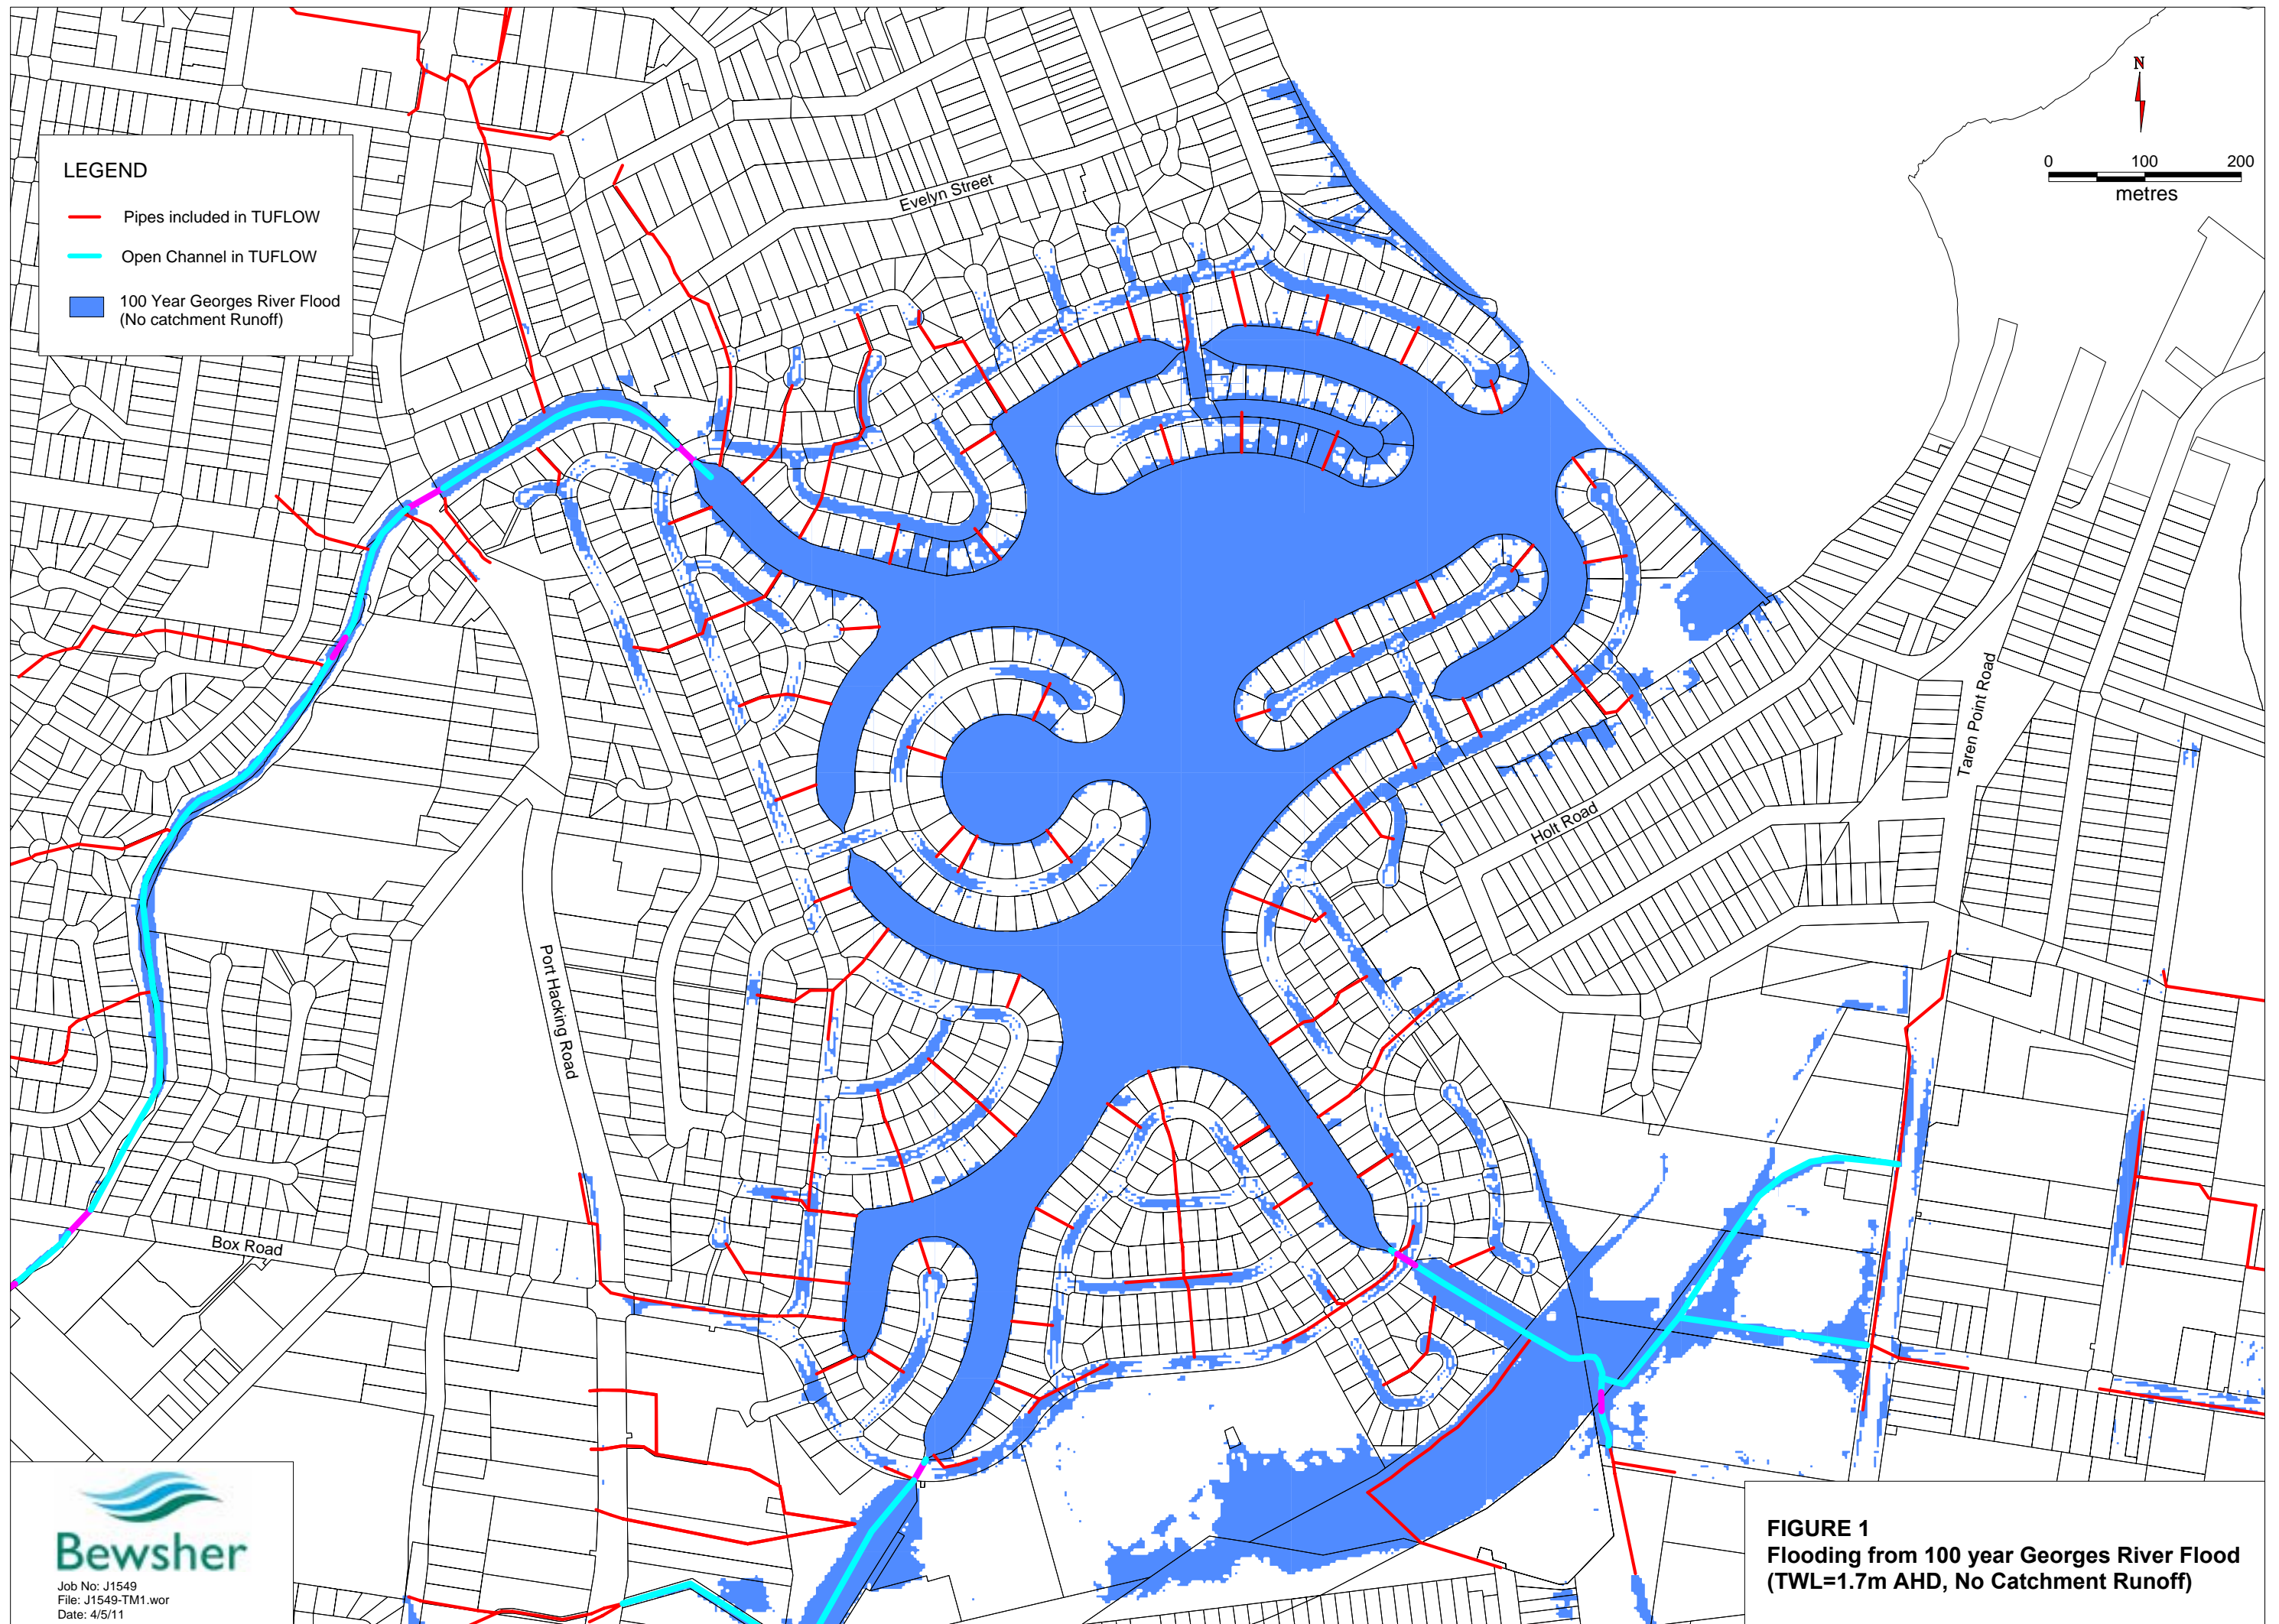 N
0 100 200
metres
LEGEND
Pipes included in TUFLOW
Open Channel in TUFLOW
100 Year Georges River Flood
(No catchment Runoff)
Evelyn Street
Taren Point Road
Holt Road
Port Hacking Road
Box Road
Bewsher
Job No: J1549
File: J1549-TM1.wor
Date: 4/5/11
FIGURE 1
Flooding from 100 year Georges River Flood
(TWL=1.7m AHD, No Catchment Runoff)